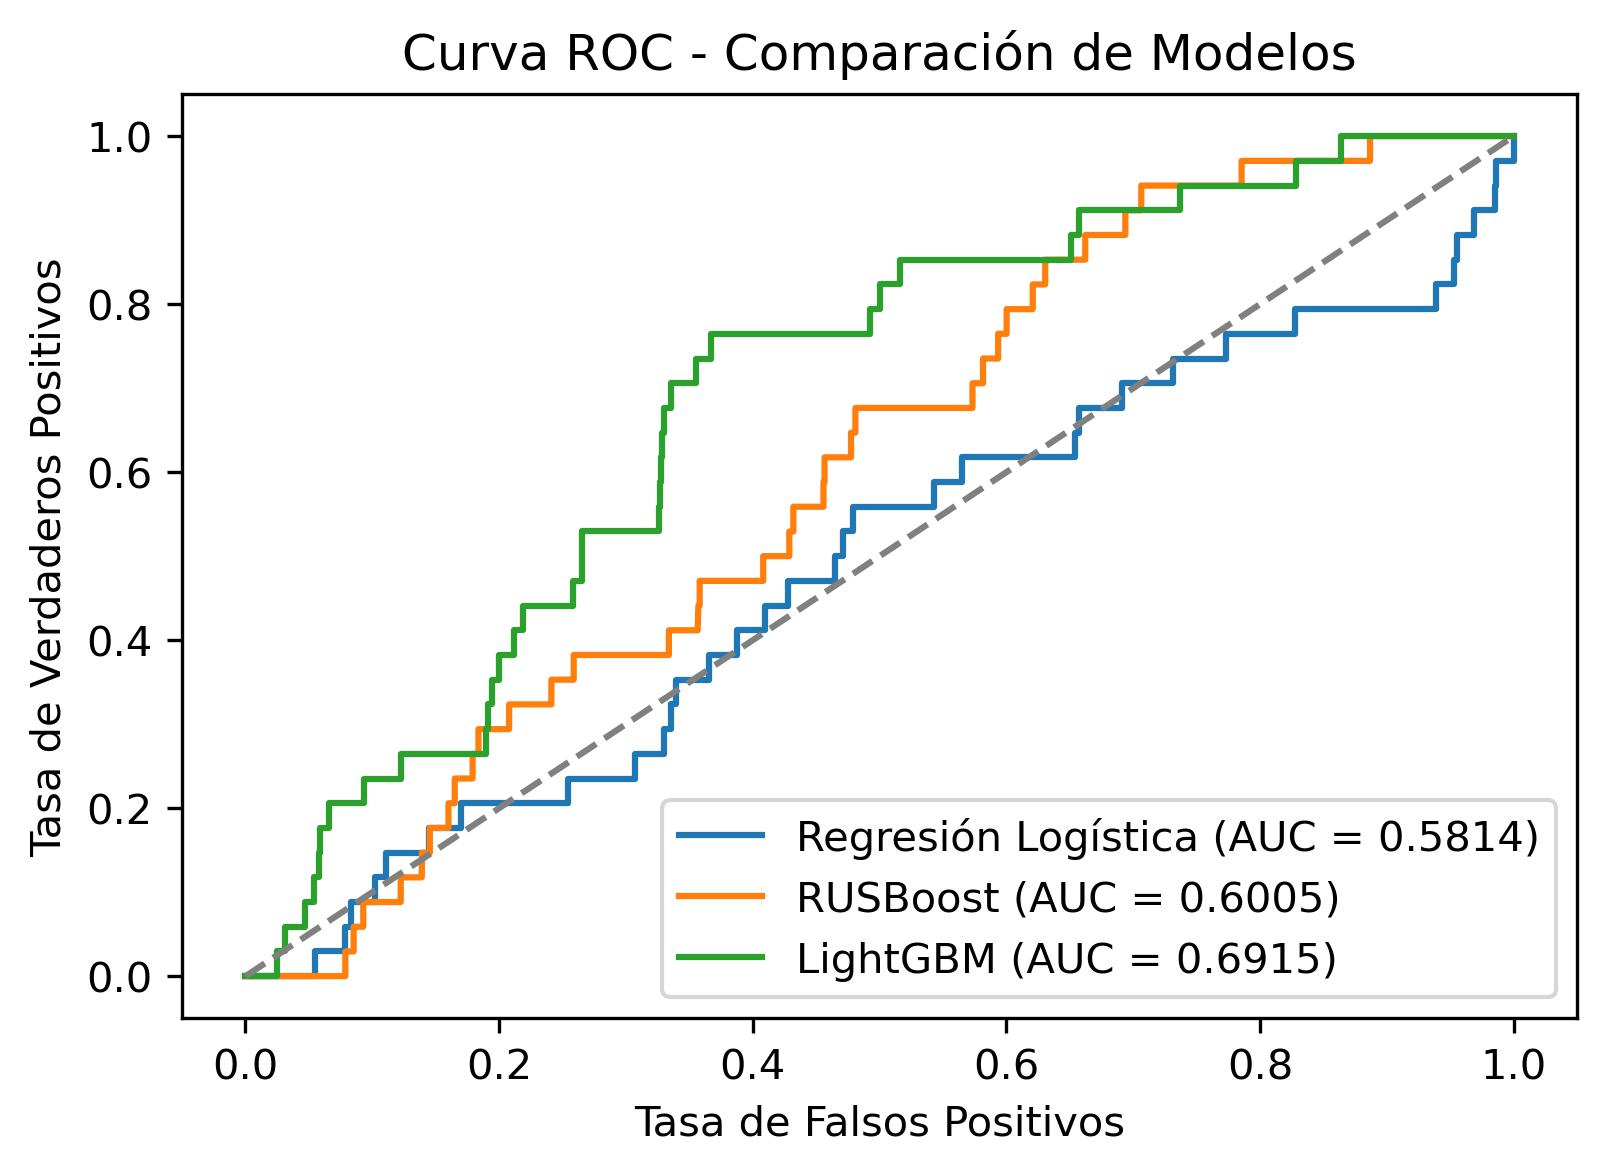 Curva ROC - Comparación de Modelos
Tasa de Verdaderos Positivos
1.0
0.8
0.6
0.4
0.2
0.0
Regresión Logística (AUC = 0.5814)
RUSBoost (AUC = 0.6005)
LightGBM (AUC = 0.6915)
0.0 0.2 0.4 0.6 0.8 1.0
Tasa de Falsos Positivos